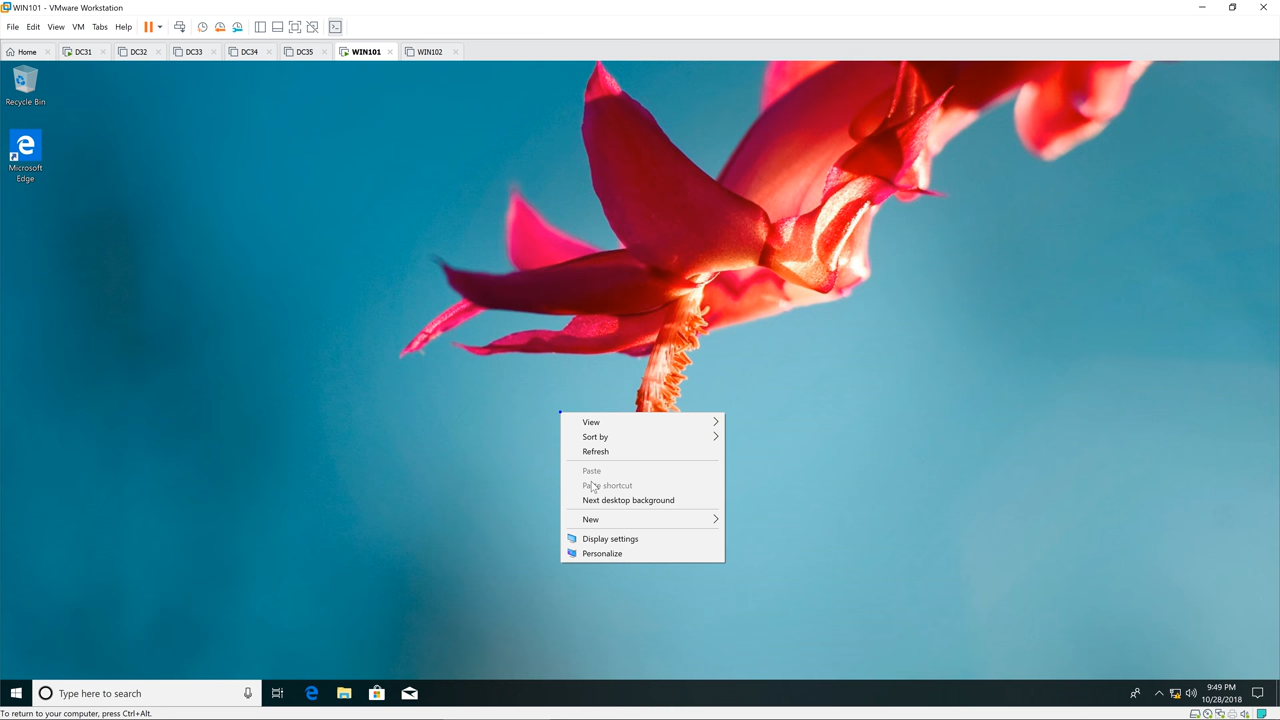 WIN101 - VMware Workstation
File Edit View VM Tabs Help
Home DC31 DC32 DC33 DC34 DC35 WIN101 WIN102
Recycle Bin
Microsoft
Edge
View
Sort by
Refresh
Paste
Paste shortcut
Next desktop background
New
Display settings
Personalize
Type here to search
9:49 PM
10/28/2018
To return to your computer, press Ctrl+Alt.